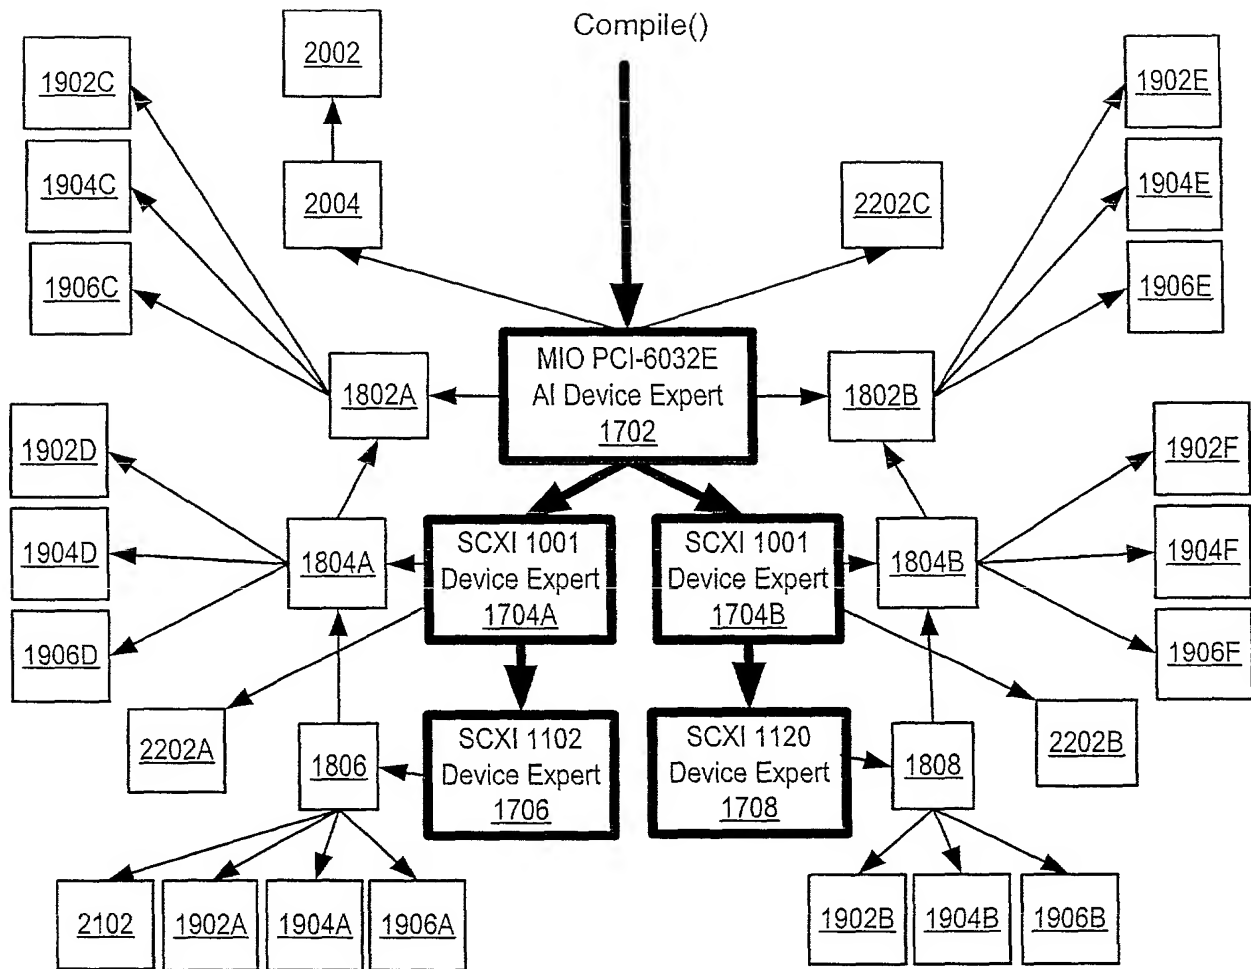 Compile()
2002
1902C
1902E
1904C
2004
2202C
1904E
1906C
1906E
MIO PCI-6032E
AI Device Expert
1702
1802A
1802B
1902D
1902F
1904D
1804A
SCXI 1001
Device Expert
1704A
SCXI 1001
Device Expert
1704B
1804B
1904F
1906D
1906F
2202A
1806
SCXI 1102
Device Expert
1706
SCXI 1120
Device Expert
1708
1808
2202B
2102
1902A
1904A
1906A
1902B
1904B
1906B